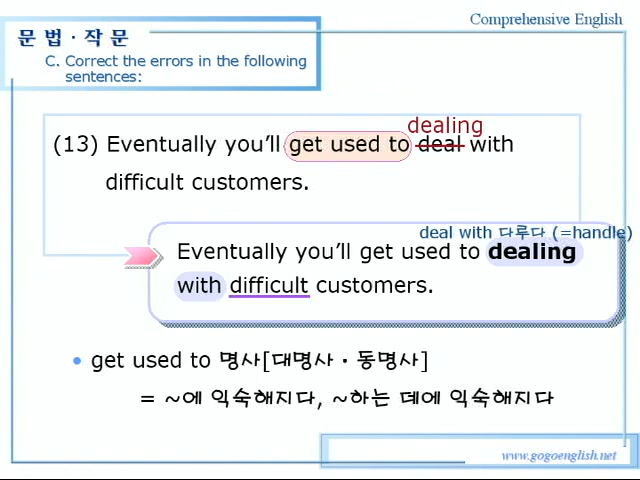 Comprehensive English
문 법 · 작 문
C. Correct the errors in the following
sentences:
dealing
(13) Eventually you'll get used to deal with
difficult customers.
deal with 다루다 (=handle)
Eventually you'll get used to dealing
with difficult customers.
• get used to 명사[대명사 · 동명사]
= ~에 익숙해지다, ~하는 데에 익숙해지다
www.gogoenglish.net